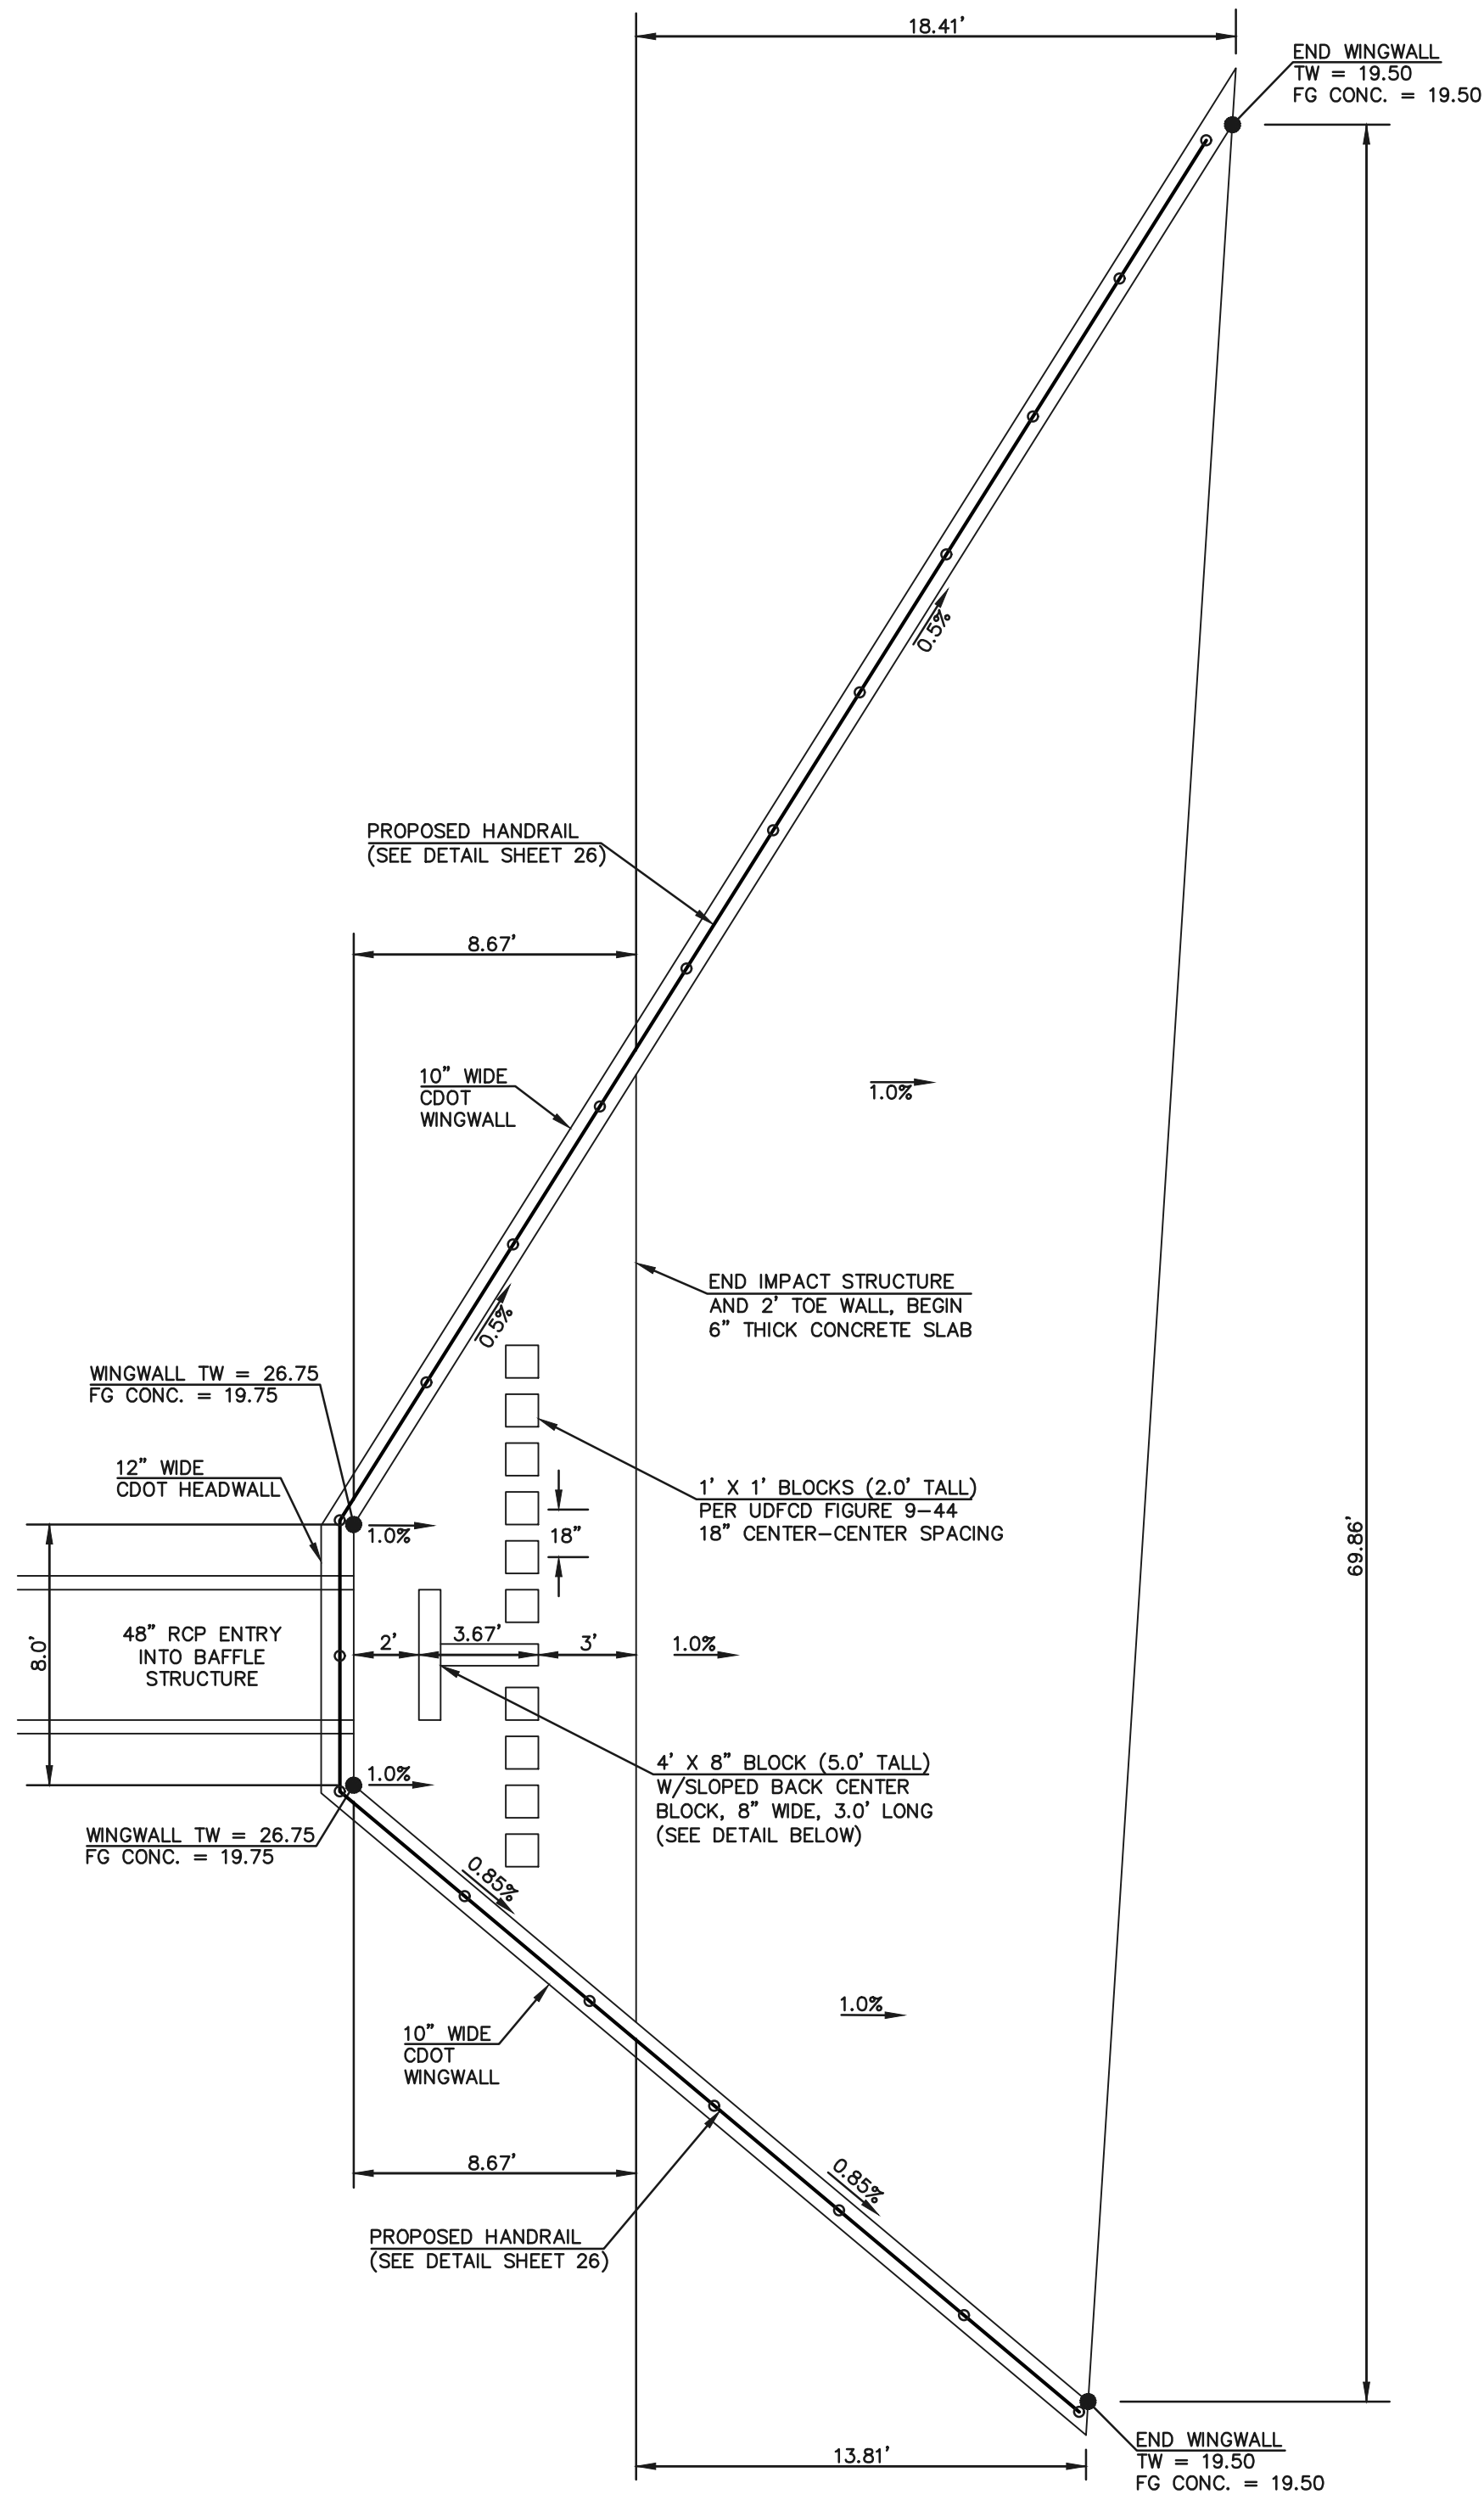 18.41'
END WINGWALL
TW = 19.50
FG CONC. = 19.50
0.5%
PROPOSED HANDRAIL
(SEE DETAIL SHEET 26)
8.67'
10" WIDE
CDOT
WINGWALL
1.0%
END IMPACT STRUCTURE
AND 2' TOE WALL, BEGIN
6" THICK CONCRETE SLAB
0.5%
WINGWALL TW = 26.75
FG CONC. = 19.75
12" WIDE
CDOT HEADWALL
1' X 1' BLOCKS (2.0' TALL)
PER UDFCD FIGURE 9-44
18" CENTER-CENTER SPACING
1.0%
18"
69.86'
8.0'
48" RCP ENTRY
INTO BAFFLE
STRUCTURE
2'
3.67'
3'
1.0%
4' X 8" BLOCK (5.0' TALL)
W/SLOPED BACK CENTER
BLOCK, 8" WIDE, 3.0' LONG
(SEE DETAIL BELOW)
1.0%
WINGWALL TW = 26.75
FG CONC. = 19.75
0.85%
1.0%
10" WIDE
CDOT
WINGWALL
8.67'
0.85%
PROPOSED HANDRAIL
(SEE DETAIL SHEET 26)
13.81'
END WINGWALL
TW = 19.50
FG CONC. = 19.50